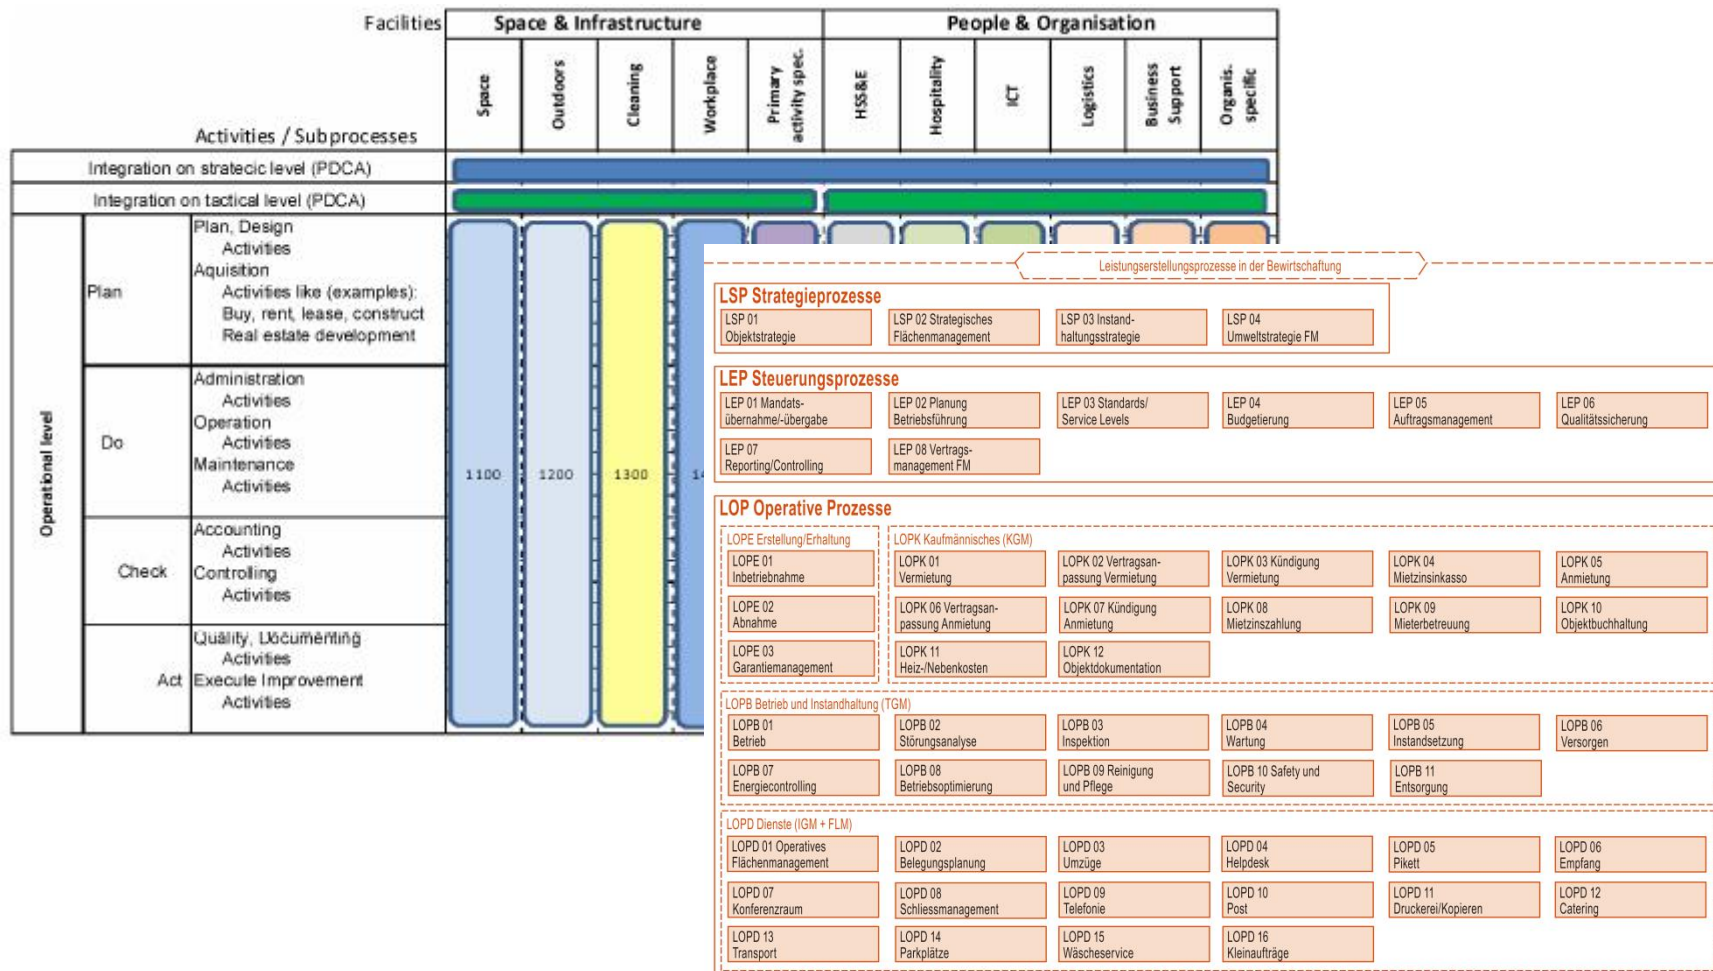 Facilities
Space & Infrastructure
People & Organisation
Space
Outdoors
Cleaning
Workplace
Primary
activity spec.
HSS&E
Hospitality
ICT
Logistics
Business
Support
Organis.
specific
Activities / Subprocesses
Integration on stratecic level (PDCA)
Integration on tactical level (PDCA)
Operational level
Plan
Plan, Design
Activities
Aquisition
Activities like (examples):
Buy, rent, lease, construct
Real estate development
Do
Administration
Activities
Operation
Activities
Maintenance
Activities
Check
Accounting
Activities
Controlling
Activities
Act
Quality, Documenting
Activities
Execute Improvement
Activities
1100
1200
1300
Leistungserstellungsprozesse in der Bewirtschaftung
LSP Strategieprozesse
LSP 01
Objektstrategie
LSP 02 Strategisches
Flächenmanagement
LSP 03 Instand-
haltungsstrategie
LSP 04
Umweltstrategie FM
LEP Steuerungsprozesse
LEP 01 Mandats-
übernahme/-übergabe
LEP 02 Planung
Betriebsführung
LEP 03 Standards/
Service Levels
LEP 04
Budgetierung
LEP 05
Auftragsmanagement
LEP 06
Qualitätssicherung
LEP 07
Reporting/Controlling
LEP 08 Vertrags-
management FM
LOP Operative Prozesse
LOPE Erstellung/Erhaltung
LOPE 01
Inbetriebnahme
LOPE 02
Abnahme
LOPE 03
Garantiemanagement
LOPK Kaufmännisches (KGM)
LOPK 01
Vermietung
LOPK 02 Vertragsan-
passung Vermietung
LOPK 03 Kündigung
Vermietung
LOPK 04
Mietzinsinkasso
LOPK 05
Anmietung
LOPK 06 Vertragsan-
passung Anmietung
LOPK 07 Kündigung
Anmietung
LOPK 08
Mietzinszahlung
LOPK 09
Mieterbetreuung
LOPK 10
Objektbuchhaltung
LOPK 11
Heiz-/Nebenkosten
LOPK 12
Objektdokumentation
LOPB Betrieb und Instandhaltung (TGM)
LOPB 01
Betrieb
LOPB 02
Störungsanalyse
LOPB 03
Inspektion
LOPB 04
Wartung
LOPB 05
Instandsetzung
LOPB 06
Versorgen
LOPB 07
Energiecontrolling
LOPB 08
Betriebsoptimierung
LOPB 09 Reinigung
und Pflege
LOPB 10 Safety und
Security
LOPB 11
Entsorgung
LOPD Dienste (IGM + FLM)
LOPD 01 Operatives
Flächenmanagement
LOPD 02
Belegungsplanung
LOPD 03
Umzüge
LOPD 04
Helpdesk
LOPD 05
Pikett
LOPD 06
Empfang
LOPD 07
Konferenzraum
LOPD 08
Schliessmanagement
LOPD 09
Telefonie
LOPD 10
Post
LOPD 11
Druckerei/Kopieren
LOPD 12
Catering
LOPD 13
Transport
LOPD 14
Parkplätze
LOPD 15
Wäscheservice
LOPD 16
Kleinaufträge